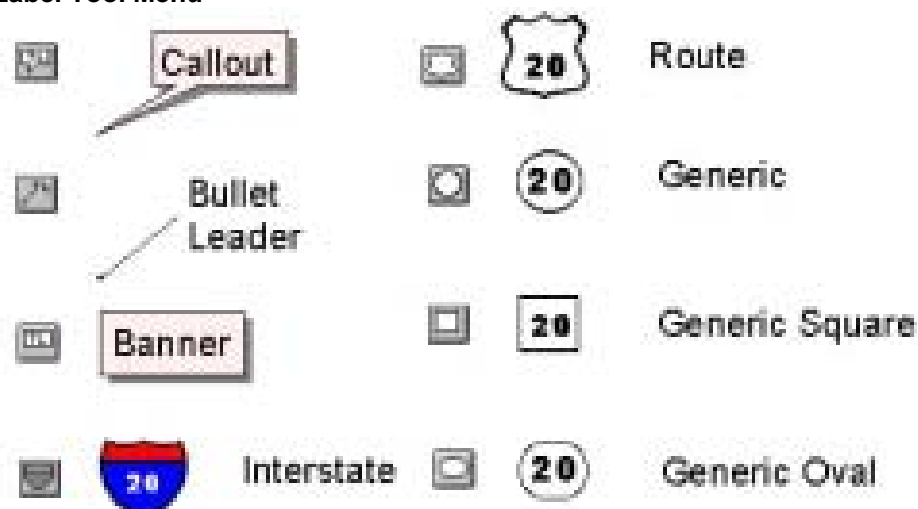 Label Tool Menu
Callout
20 Route
Bullet
Leader
20 Generic
Banner
20 Generic Square
20 Interstate
20 Generic Oval